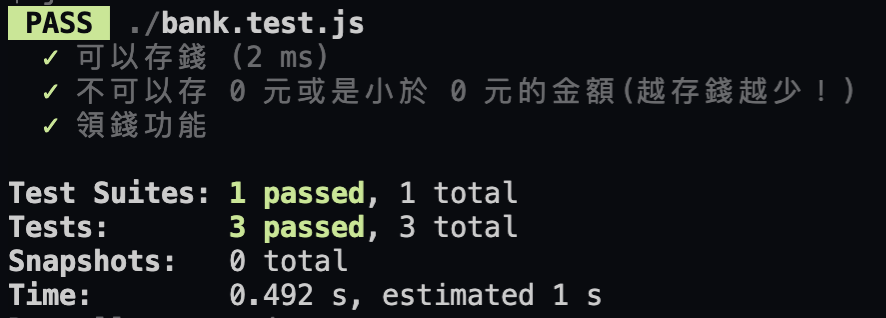 PASS ./bank.test.js
✓ 可以存錢 (2 ms)
✓ 不可以存 0 元或是小於 0 元的金額(越存錢越少！)
✓ 領錢功能
Test Suites: 1 passed, 1 total
Tests: 3 passed, 3 total
Snapshots: 0 total
Time: 0.492 s, estimated 1 s